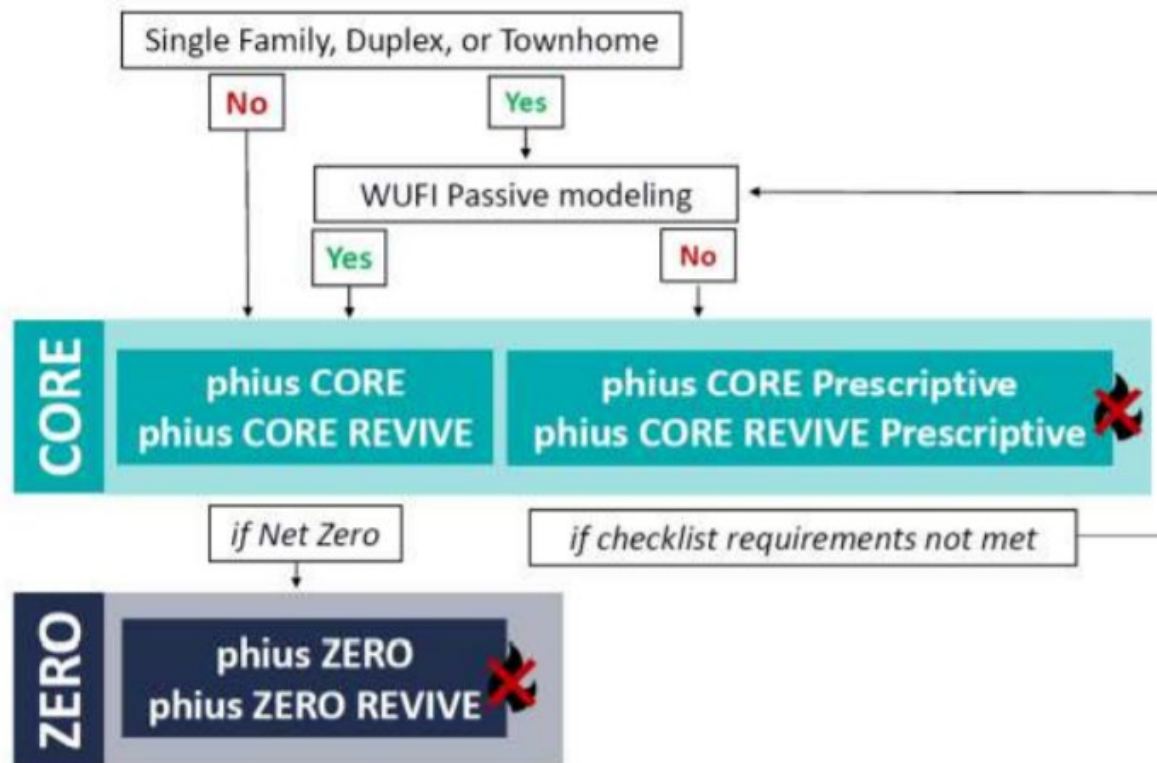 Single Family, Duplex, or Townhome
No
Yes
WUFI Passive modeling
Yes
No
CORE
phius CORE
phius CORE REVIVE
phius CORE Prescriptive
phius CORE REVIVE Prescriptive
if Net Zero
if checklist requirements not met
ZERO
phius ZERO
phius ZERO REVIVE